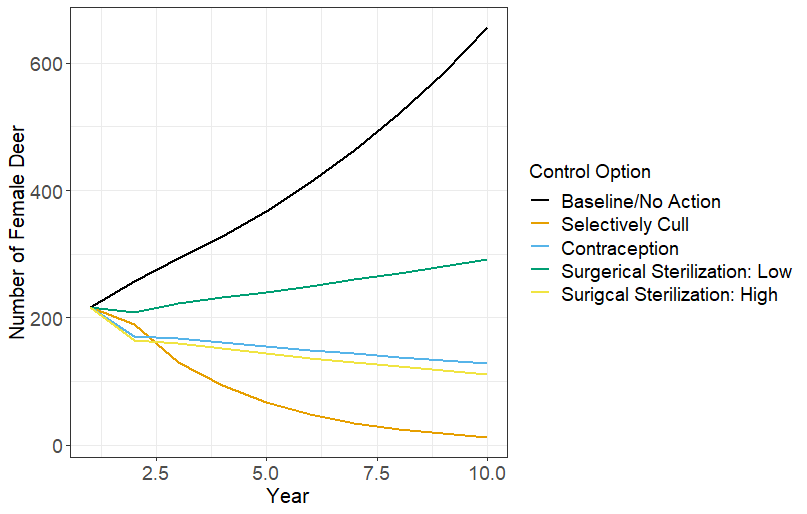 600
400
200
0
Number of Female Deer
2.5 5.0 7.5 10.0
Year
Control Option
Baseline/No Action
Selectively Cull
Contraception
Surgerical Sterilization: Low
Surigcal Sterilization: High